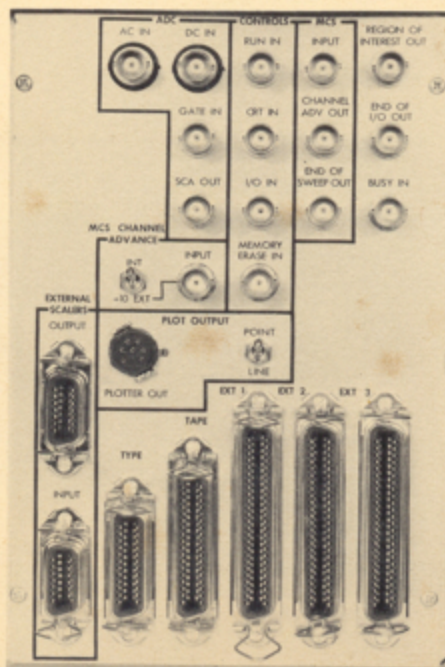 ADC
CONTROLS
MCS
AC IN
DC IN
RUN IN
INPUT
REGION OF
INTEREST OUT
GATE IN
CRT IN
CHANNEL
ADV OUT
END OF
I/O OUT
SCA OUT
I/O IN
END OF
SWEEP OUT
BUSY IN
MCS CHANNEL
ADVANCE
INT
÷10 EXT
INPUT
MEMORY
ERASE IN
EXTERNAL
SCALERS
OUTPUT
PLOT OUTPUT
PLOTTER OUT
POINT
LINE
INPUT
TYPE
TAPE
EXT 1
EXT 2
EXT 3